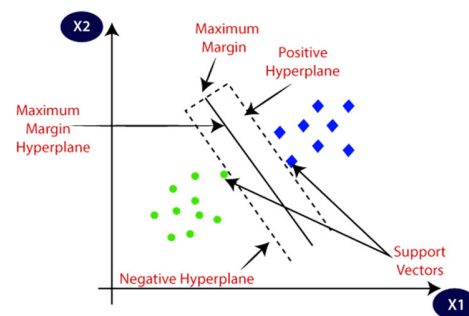 X2
Maximum
Margin
Positive
Hyperplane
Maximum
Margin
Hyperplane
Support
Vectors
Negative Hyperplane
X1